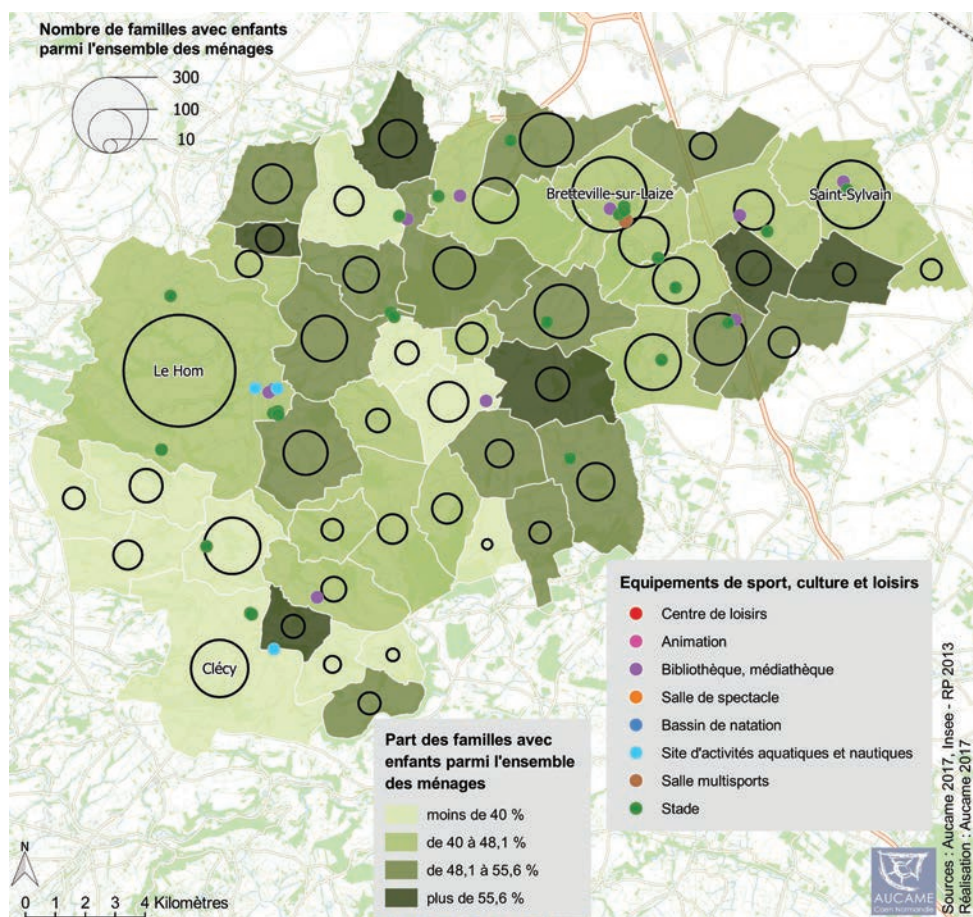 Nombre de familles avec enfants
parmi l'ensemble des ménages
300
100
10
Bretteville-sur-Laize
Saint-Sylvain
Le Hom
Clécy
Equipements de sport, culture et loisirs
Centre de loisirs
Animation
Bibliothèque, médiathèque
Salle de spectacle
Bassin de natation
Site d'activités aquatiques et nautiques
Salle multisports
Stade
Part des familles avec
enfants parmi l'ensemble
des ménages
moins de 40 %
de 40 à 48,1 %
de 48,1 à 55,6 %
plus de 55,6 %
N
0 1 2 3 4 Kilomètres
AUCAME
Caen Normandie
Sources : Aucame 2017, Insee - RP 2013
Réalisation : Aucame 2017